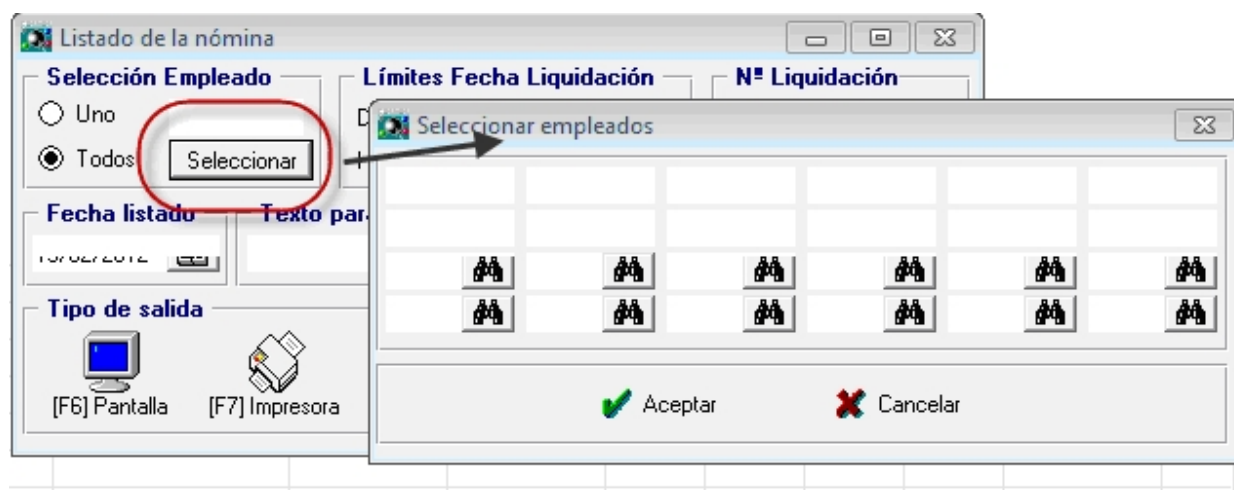 Listado de la nómina
Selección Empleado
Límites Fecha Liquidación
Nº Liquidación
Uno
Todos
Seleccionar
Seleccionar empleados
Fecha listado
Texto par
Tipo de salida
[F6] Pantalla
[F7] Impresora
Aceptar
Cancelar